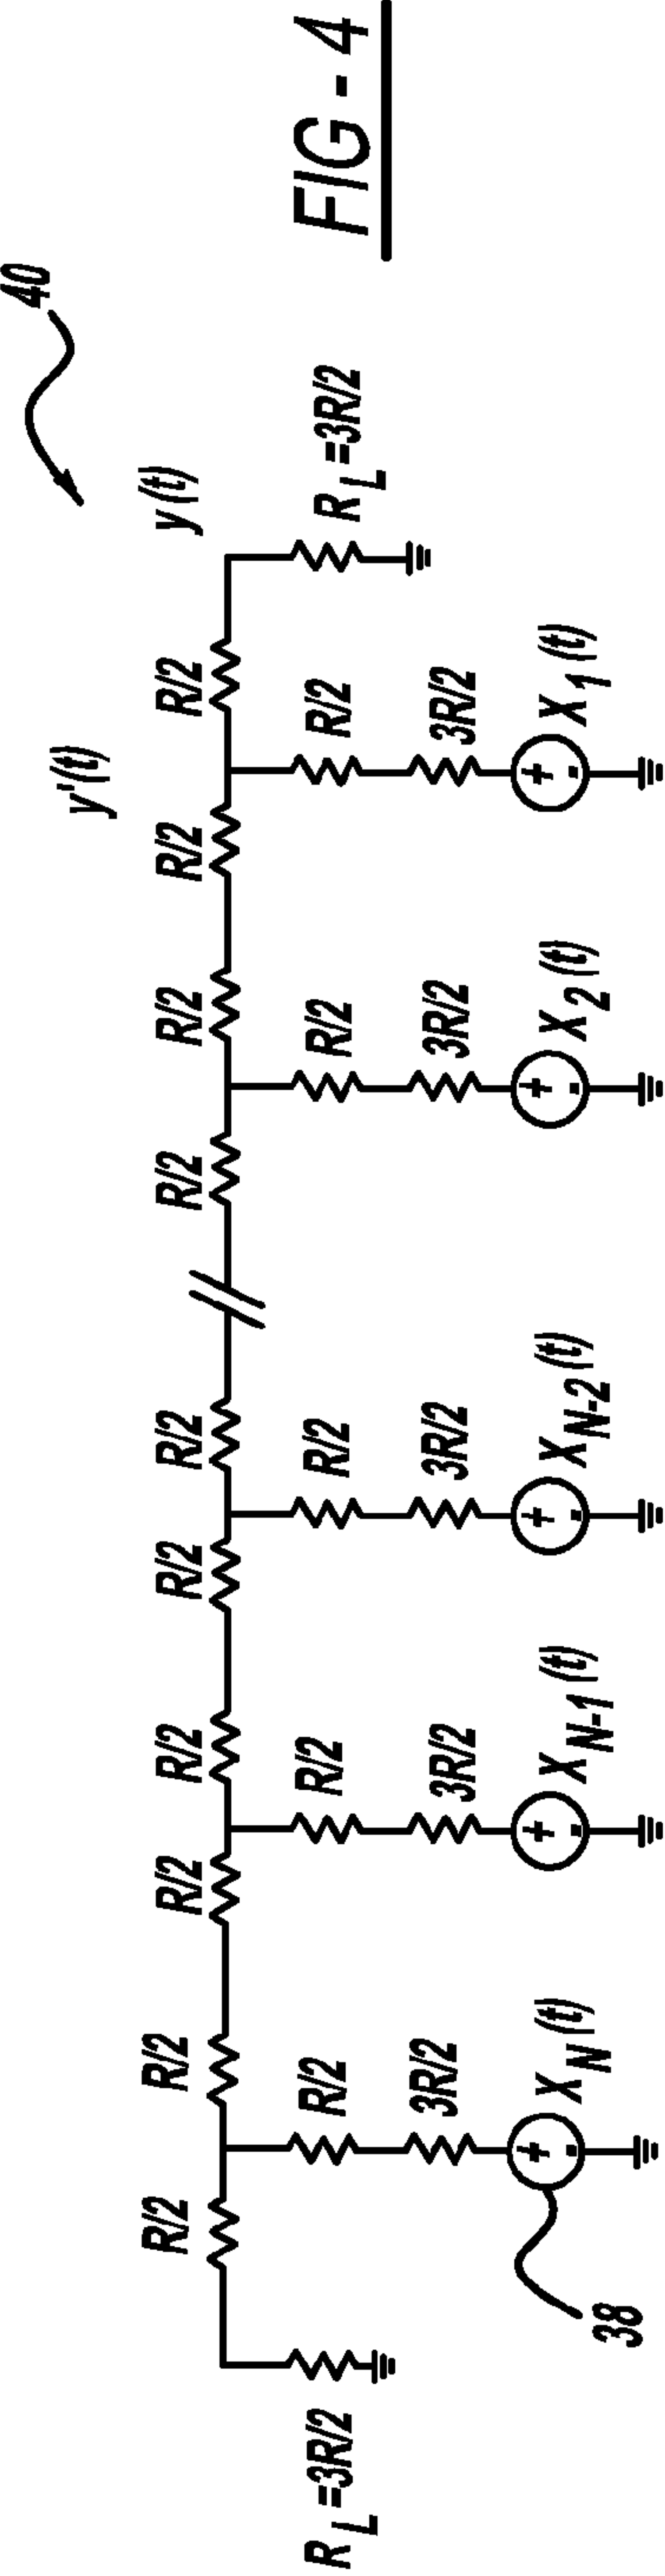 40
y'(t)
y(t)
R/2
R/2
R/2
R/2
R/2
R/2
R/2
R/2
R/2
R/2
R_L=3R/2
R/2
R/2
R/2
R/2
R/2
R_L=3R/2
3R/2
3R/2
3R/2
3R/2
3R/2
X_N(t)
X_N-1(t)
X_N-2(t)
X_2(t)
X_1(t)
38
FIG - 4